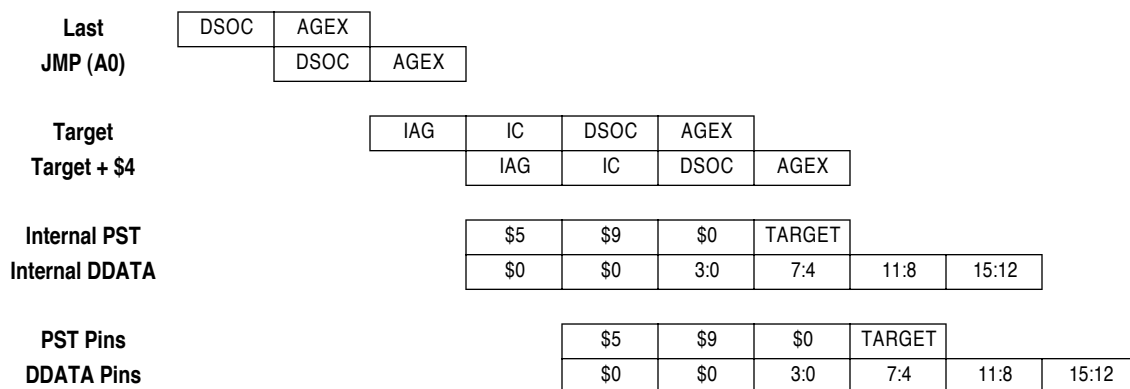 Last DSOC AGEX
JMP (A0) DSOC AGEX
Target IAG IC DSOC AGEX
Target + $4 IAG IC DSOC AGEX
Internal PST $5 $9 $0 TARGET
Internal DDATA $0 $0 3:0 7:4 11:8 15:12
PST Pins $5 $9 $0 TARGET
DDATA Pins $0 $0 3:0 7:4 11:8 15:12